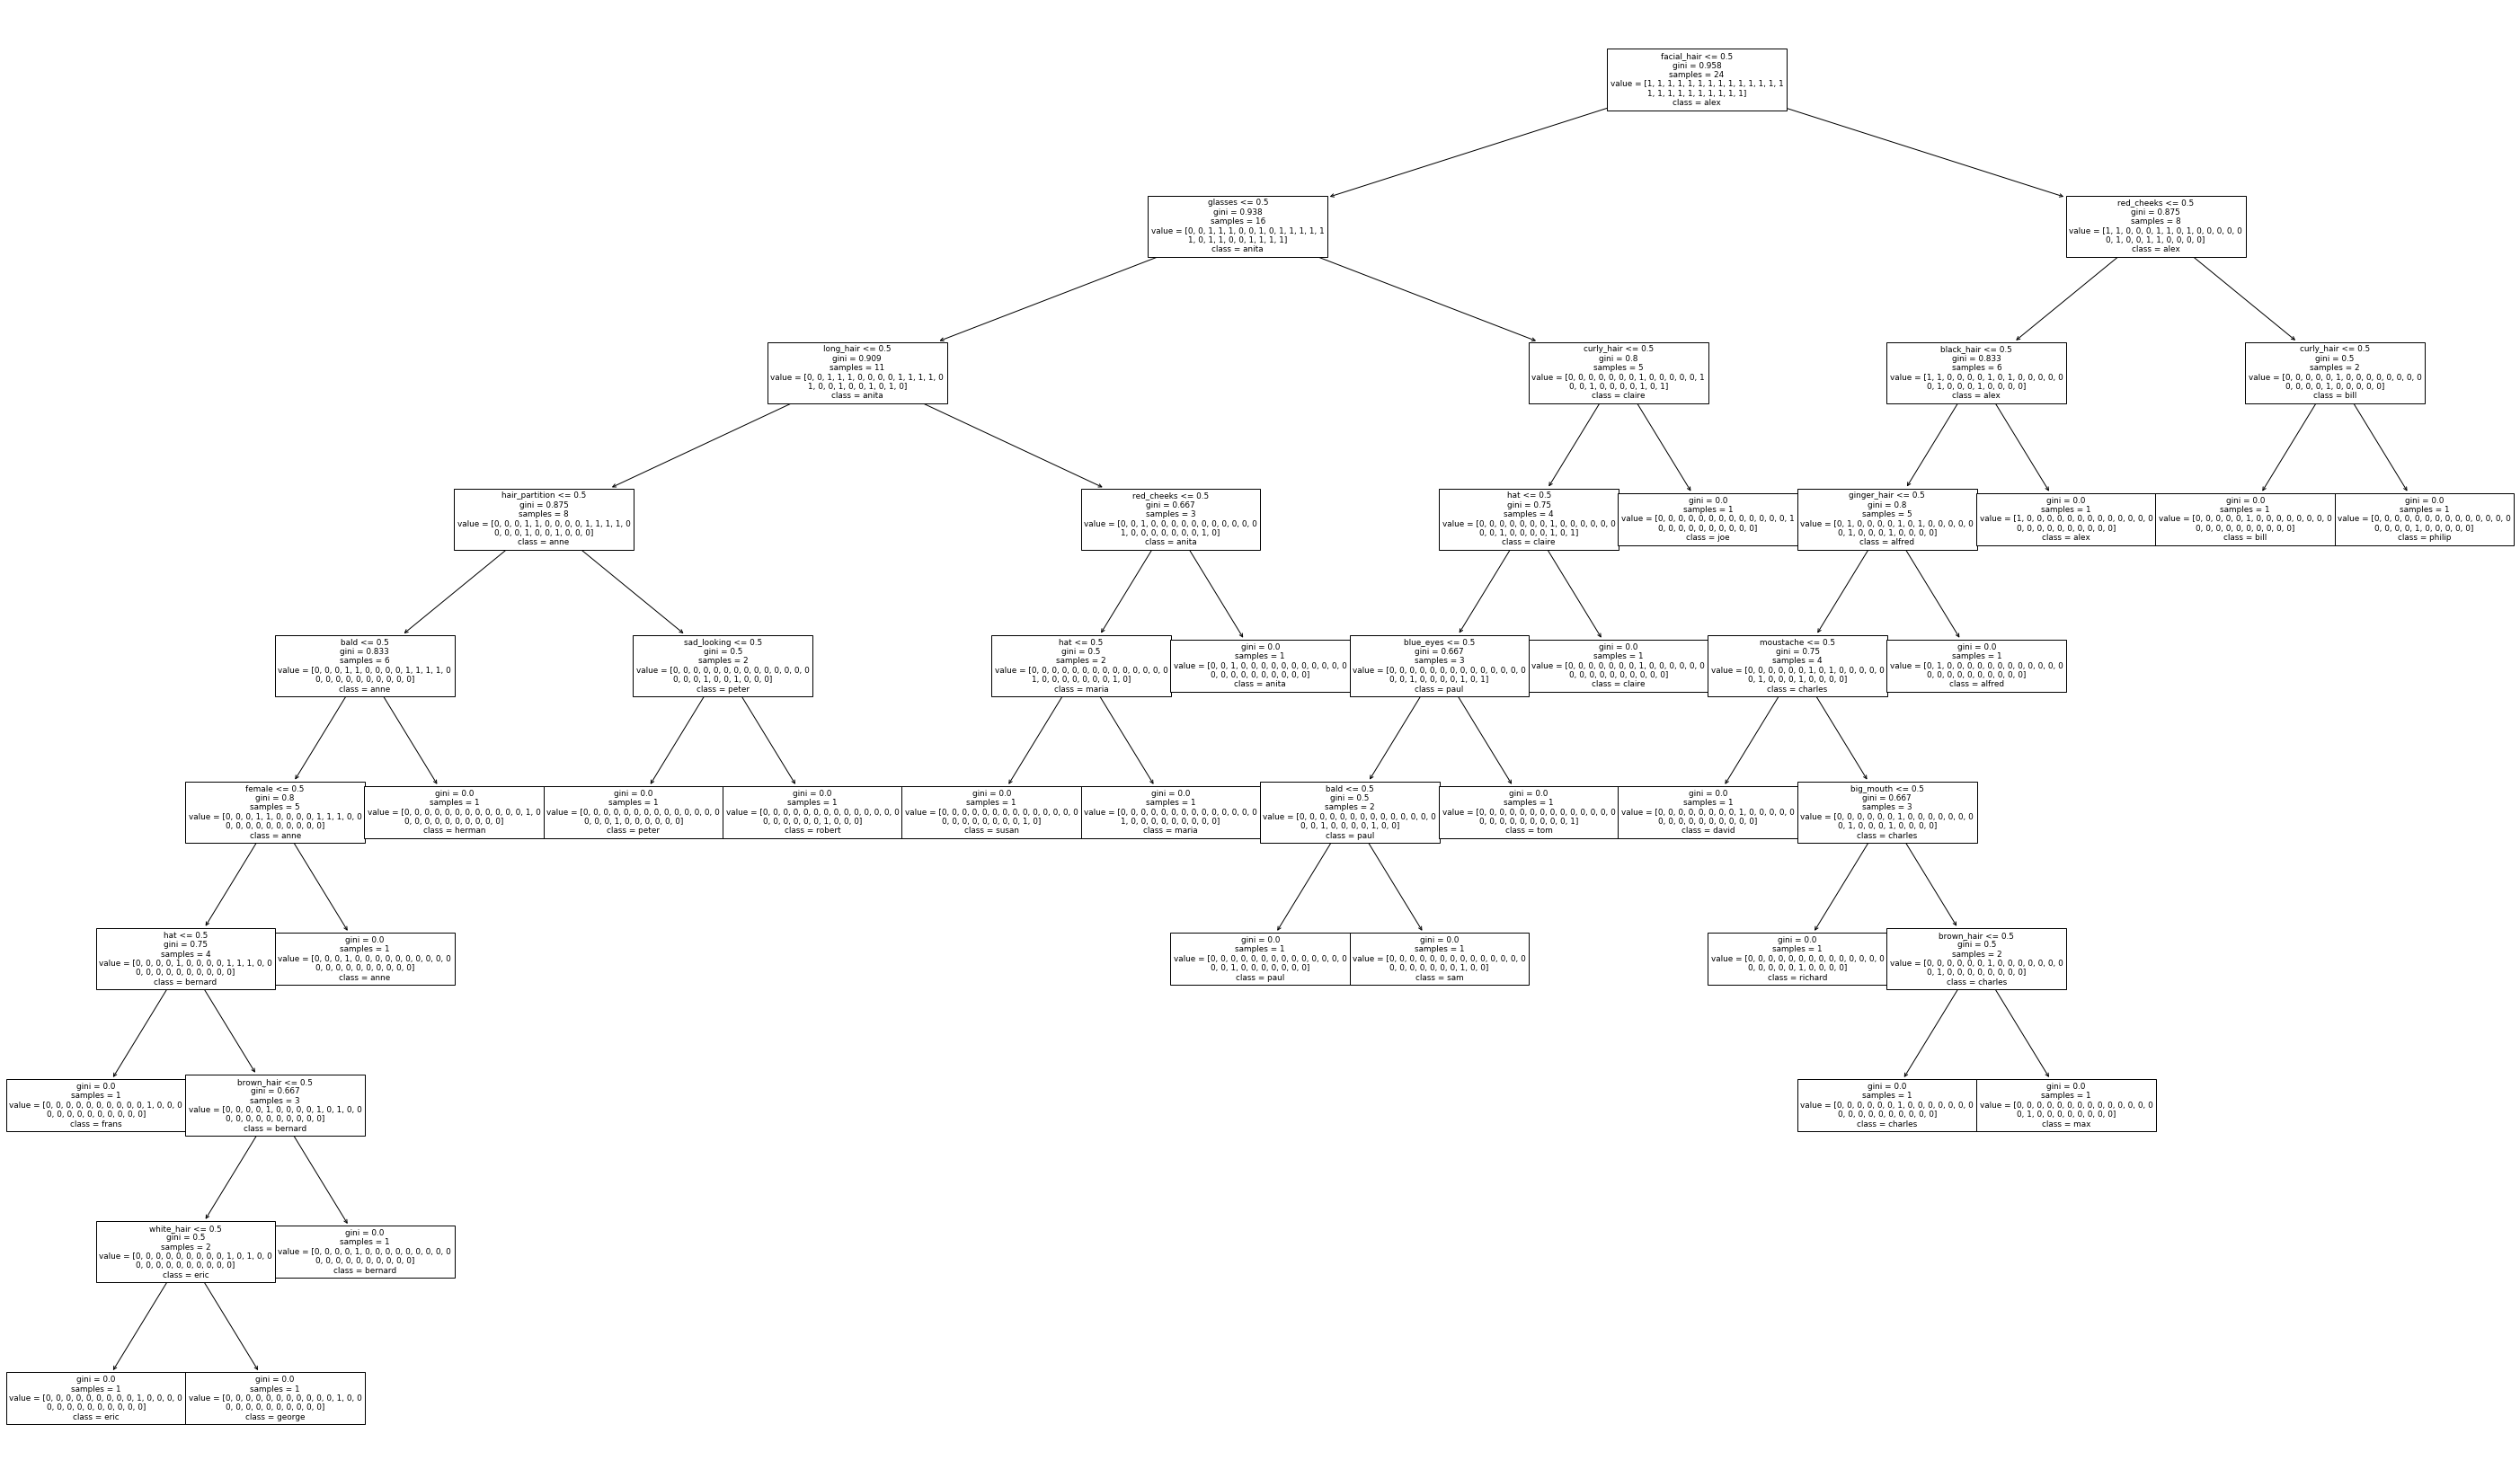 facial_hair <= 0.5
gini = 0.958
samples = 24
value = [1, 1, 1, 1, 1, 1, 1, 1, 1, 1, 1, 1, 1, 1
1, 1, 1, 1, 1, 1, 1, 1, 1, 1]
class = alex
glasses <= 0.5
gini = 0.938
samples = 16
value = [0, 0, 1, 1, 1, 0, 0, 1, 0, 1, 1, 1, 1, 1
1, 0, 1, 1, 0, 0, 1, 1, 1, 1]
class = anita
red_cheeks <= 0.5
gini = 0.875
samples = 8
value = [1, 1, 0, 0, 0, 1, 1, 0, 1, 0, 0, 0, 0, 0
0, 1, 0, 0, 1, 1, 0, 0, 0, 0]
class = alex
long_hair <= 0.5
gini = 0.909
samples = 11
value = [0, 0, 1, 1, 1, 0, 0, 0, 0, 1, 1, 1, 1, 0
1, 0, 0, 1, 0, 0, 1, 0, 1, 0]
class = anita
curly_hair <= 0.5
gini = 0.8
samples = 5
value = [0, 0, 0, 0, 0, 0, 0, 1, 0, 0, 0, 0, 0, 1
0, 0, 1, 0, 0, 0, 0, 1, 0, 1]
class = claire
black_hair <= 0.5
gini = 0.833
samples = 6
value = [1, 1, 0, 0, 0, 0, 1, 0, 1, 0, 0, 0, 0, 0
0, 1, 0, 0, 0, 1, 0, 0, 0, 0]
class = alex
curly_hair <= 0.5
gini = 0.5
samples = 2
value = [0, 0, 0, 0, 0, 1, 0, 0, 0, 0, 0, 0, 0, 0
0, 0, 0, 0, 1, 0, 0, 0, 0, 0]
class = bill
hair_partition <= 0.5
gini = 0.875
samples = 8
value = [0, 0, 0, 1, 1, 0, 0, 0, 0, 1, 1, 1, 1, 0
0, 0, 0, 1, 0, 0, 1, 0, 0, 0]
class = anne
red_cheeks <= 0.5
gini = 0.667
samples = 3
value = [0, 0, 1, 0, 0, 0, 0, 0, 0, 0, 0, 0, 0, 0
1, 0, 0, 0, 0, 0, 0, 0, 1, 0]
class = anita
hat <= 0.5
gini = 0.75
samples = 4
value = [0, 0, 0, 0, 0, 0, 0, 1, 0, 0, 0, 0, 0, 0
0, 0, 1, 0, 0, 0, 0, 1, 0, 1]
class = claire
gini = 0.0
samples = 1
value = [0, 0, 0, 0, 0, 0, 0, 0, 0, 0, 0, 0, 0, 1
0, 0, 0, 0, 0, 0, 0, 0, 0, 0]
class = joe
ginger_hair <= 0.5
gini = 0.8
samples = 5
value = [0, 1, 0, 0, 0, 0, 1, 0, 1, 0, 0, 0, 0, 0
0, 1, 0, 0, 0, 1, 0, 0, 0, 0]
class = alfred
gini = 0.0
samples = 1
value = [1, 0, 0, 0, 0, 0, 0, 0, 0, 0, 0, 0, 0, 0
0, 0, 0, 0, 0, 0, 0, 0, 0, 0]
class = alex
gini = 0.0
samples = 1
value = [0, 0, 0, 0, 0, 1, 0, 0, 0, 0, 0, 0, 0, 0
0, 0, 0, 0, 0, 0, 0, 0, 0, 0]
class = bill
gini = 0.0
samples = 1
value = [0, 0, 0, 0, 0, 0, 0, 0, 0, 0, 0, 0, 0, 0
0, 0, 0, 0, 1, 0, 0, 0, 0, 0]
class = philip
bald <= 0.5
gini = 0.833
samples = 6
value = [0, 0, 0, 1, 1, 0, 0, 0, 0, 1, 1, 1, 1, 0
0, 0, 0, 0, 0, 0, 0, 0, 0, 0]
class = anne
sad_looking <= 0.5
gini = 0.5
samples = 2
value = [0, 0, 0, 0, 0, 0, 0, 0, 0, 0, 0, 0, 0, 0
0, 0, 0, 1, 0, 0, 1, 0, 0, 0]
class = peter
hat <= 0.5
gini = 0.5
samples = 2
value = [0, 0, 0, 0, 0, 0, 0, 0, 0, 0, 0, 0, 0, 0
1, 0, 0, 0, 0, 0, 0, 0, 1, 0]
class = maria
gini = 0.0
samples = 1
value = [0, 0, 1, 0, 0, 0, 0, 0, 0, 0, 0, 0, 0, 0
0, 0, 0, 0, 0, 0, 0, 0, 0, 0]
class = anita
blue_eyes <= 0.5
gini = 0.667
samples = 3
value = [0, 0, 0, 0, 0, 0, 0, 0, 0, 0, 0, 0, 0, 0
0, 0, 1, 0, 0, 0, 0, 1, 0, 1]
class = paul
gini = 0.0
samples = 1
value = [0, 0, 0, 0, 0, 0, 0, 1, 0, 0, 0, 0, 0, 0
0, 0, 0, 0, 0, 0, 0, 0, 0, 0]
class = claire
moustache <= 0.5
gini = 0.75
samples = 4
value = [0, 0, 0, 0, 0, 0, 1, 0, 1, 0, 0, 0, 0, 0
0, 1, 0, 0, 0, 1, 0, 0, 0, 0]
class = charles
gini = 0.0
samples = 1
value = [0, 1, 0, 0, 0, 0, 0, 0, 0, 0, 0, 0, 0, 0
0, 0, 0, 0, 0, 0, 0, 0, 0, 0]
class = alfred
female <= 0.5
gini = 0.8
samples = 5
value = [0, 0, 0, 1, 1, 0, 0, 0, 0, 1, 1, 1, 0, 0
0, 0, 0, 0, 0, 0, 0, 0, 0, 0]
class = anne
gini = 0.0
samples = 1
value = [0, 0, 0, 0, 0, 0, 0, 0, 0, 0, 0, 0, 1, 0
0, 0, 0, 0, 0, 0, 0, 0, 0, 0]
class = herman
gini = 0.0
samples = 1
value = [0, 0, 0, 0, 0, 0, 0, 0, 0, 0, 0, 0, 0, 0
0, 0, 0, 1, 0, 0, 0, 0, 0, 0]
class = peter
gini = 0.0
samples = 1
value = [0, 0, 0, 0, 0, 0, 0, 0, 0, 0, 0, 0, 0, 0
0, 0, 0, 0, 0, 0, 1, 0, 0, 0]
class = robert
gini = 0.0
samples = 1
value = [0, 0, 0, 0, 0, 0, 0, 0, 0, 0, 0, 0, 0, 0
0, 0, 0, 0, 0, 0, 0, 0, 1, 0]
class = susan
gini = 0.0
samples = 1
value = [0, 0, 0, 0, 0, 0, 0, 0, 0, 0, 0, 0, 0, 0
1, 0, 0, 0, 0, 0, 0, 0, 0, 0]
class = maria
bald <= 0.5
gini = 0.5
samples = 2
value = [0, 0, 0, 0, 0, 0, 0, 0, 0, 0, 0, 0, 0, 0
0, 0, 1, 0, 0, 0, 0, 1, 0, 0]
class = paul
gini = 0.0
samples = 1
value = [0, 0, 0, 0, 0, 0, 0, 0, 0, 0, 0, 0, 0, 0
0, 0, 0, 0, 0, 0, 0, 0, 0, 1]
class = tom
gini = 0.0
samples = 1
value = [0, 0, 0, 0, 0, 0, 0, 0, 1, 0, 0, 0, 0, 0
0, 0, 0, 0, 0, 0, 0, 0, 0, 0]
class = david
big_mouth <= 0.5
gini = 0.667
samples = 3
value = [0, 0, 0, 0, 0, 0, 1, 0, 0, 0, 0, 0, 0, 0
0, 1, 0, 0, 0, 1, 0, 0, 0, 0]
class = charles
hat <= 0.5
gini = 0.75
samples = 4
value = [0, 0, 0, 0, 1, 0, 0, 0, 0, 1, 1, 1, 0, 0
0, 0, 0, 0, 0, 0, 0, 0, 0, 0]
class = bernard
gini = 0.0
samples = 1
value = [0, 0, 0, 1, 0, 0, 0, 0, 0, 0, 0, 0, 0, 0
0, 0, 0, 0, 0, 0, 0, 0, 0, 0]
class = anne
gini = 0.0
samples = 1
value = [0, 0, 0, 0, 0, 0, 0, 0, 0, 0, 0, 0, 0, 0
0, 0, 1, 0, 0, 0, 0, 0, 0, 0]
class = paul
gini = 0.0
samples = 1
value = [0, 0, 0, 0, 0, 0, 0, 0, 0, 0, 0, 0, 0, 0
0, 0, 0, 0, 0, 0, 0, 1, 0, 0]
class = sam
gini = 0.0
samples = 1
value = [0, 0, 0, 0, 0, 0, 0, 0, 0, 0, 0, 0, 0, 0
0, 0, 0, 0, 0, 1, 0, 0, 0, 0]
class = richard
brown_hair <= 0.5
gini = 0.5
samples = 2
value = [0, 0, 0, 0, 0, 0, 1, 0, 0, 0, 0, 0, 0, 0
0, 1, 0, 0, 0, 0, 0, 0, 0, 0]
class = charles
gini = 0.0
samples = 1
value = [0, 0, 0, 0, 0, 0, 0, 0, 0, 0, 1, 0, 0, 0
0, 0, 0, 0, 0, 0, 0, 0, 0, 0]
class = frans
brown_hair <= 0.5
gini = 0.667
samples = 3
value = [0, 0, 0, 0, 1, 0, 0, 0, 0, 1, 0, 1, 0, 0
0, 0, 0, 0, 0, 0, 0, 0, 0, 0]
class = bernard
gini = 0.0
samples = 1
value = [0, 0, 0, 0, 0, 0, 1, 0, 0, 0, 0, 0, 0, 0
0, 0, 0, 0, 0, 0, 0, 0, 0, 0]
class = charles
gini = 0.0
samples = 1
value = [0, 0, 0, 0, 0, 0, 0, 0, 0, 0, 0, 0, 0, 0
0, 1, 0, 0, 0, 0, 0, 0, 0, 0]
class = max
white_hair <= 0.5
gini = 0.5
samples = 2
value = [0, 0, 0, 0, 0, 0, 0, 0, 0, 1, 0, 1, 0, 0
0, 0, 0, 0, 0, 0, 0, 0, 0, 0]
class = eric
gini = 0.0
samples = 1
value = [0, 0, 0, 0, 1, 0, 0, 0, 0, 0, 0, 0, 0, 0
0, 0, 0, 0, 0, 0, 0, 0, 0, 0]
class = bernard
gini = 0.0
samples = 1
value = [0, 0, 0, 0, 0, 0, 0, 0, 0, 1, 0, 0, 0, 0
0, 0, 0, 0, 0, 0, 0, 0, 0, 0]
class = eric
gini = 0.0
samples = 1
value = [0, 0, 0, 0, 0, 0, 0, 0, 0, 0, 0, 1, 0, 0
0, 0, 0, 0, 0, 0, 0, 0, 0, 0]
class = george